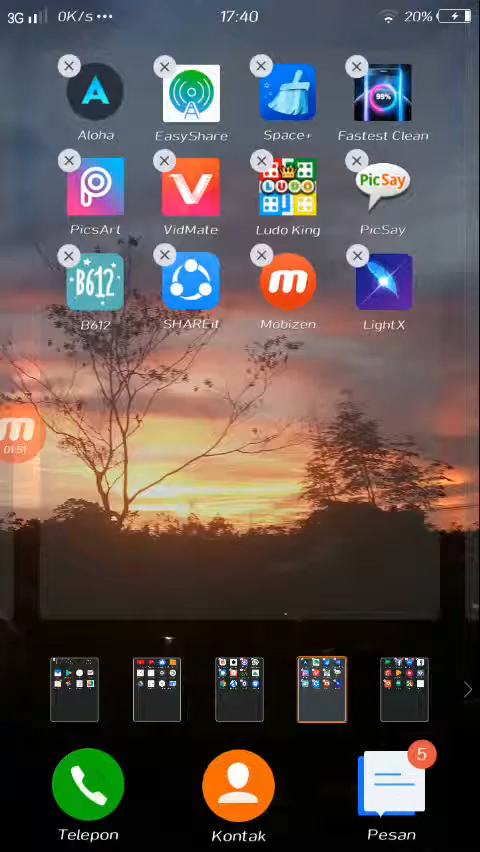 3G 0K/s ••• 17:40 20%
Aloha EasyShare Space+ Fastest Clean
99%
PicsArt VidMate Ludo King PicSay
LUDO
PicSay
B612 SHAREit Mobizen LightX
B612
01:51
5
Telepon Kontak Pesan